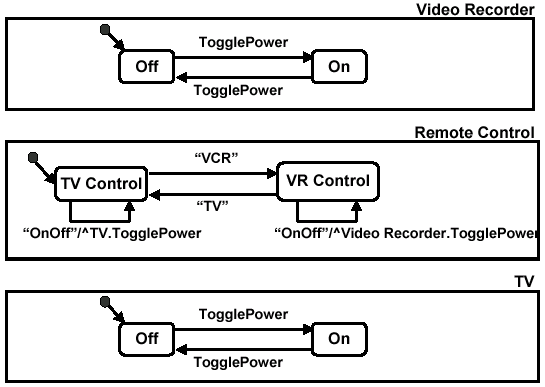 Video Recorder
TogglePower
Off
On
TogglePower
Remote Control
“VCR”
TV Control
VR Control
“TV”
“OnOff”/^TV.TogglePower
“OnOff”/^Video Recorder.TogglePower
TV
TogglePower
Off
On
TogglePower